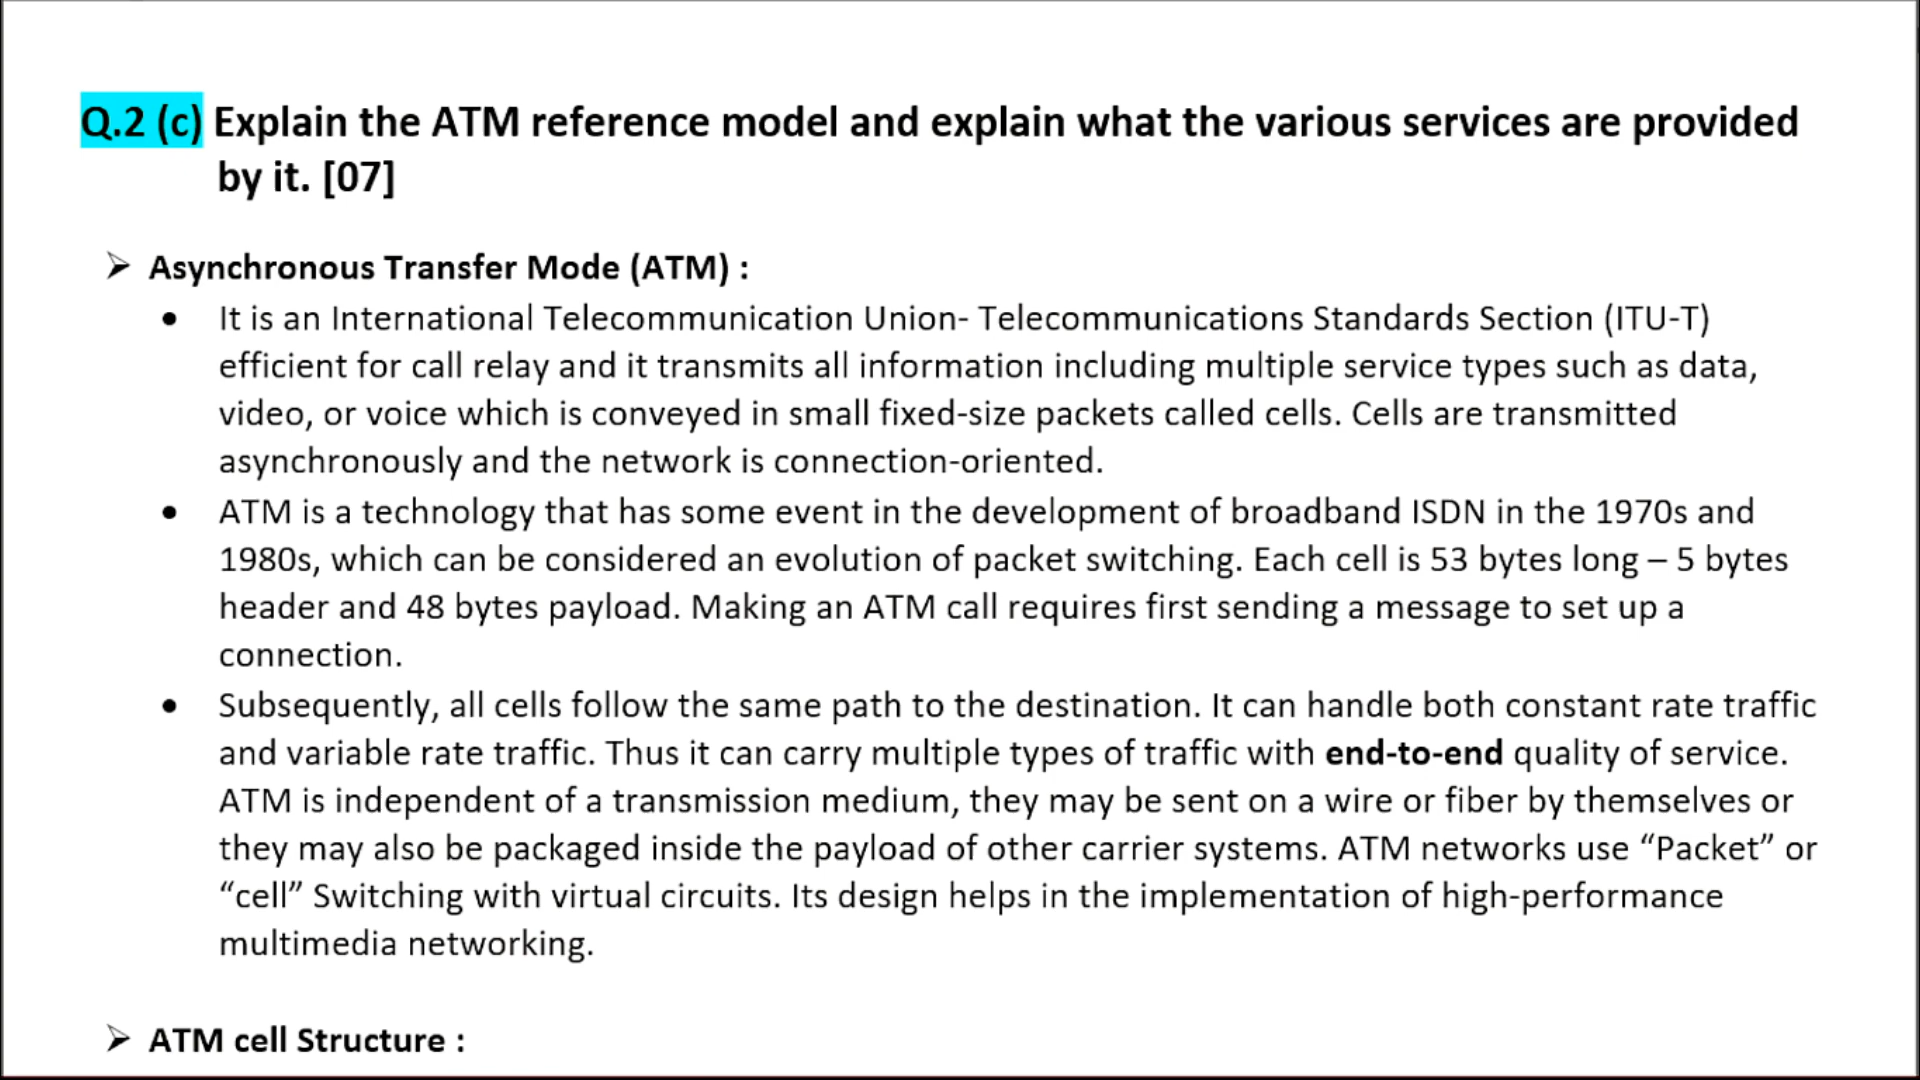 Q.2 (c) Explain the ATM reference model and explain what the various services are provided
by it. [07]
➢ Asynchronous Transfer Mode (ATM) :
• It is an International Telecommunication Union- Telecommunications Standards Section (ITU-T)
efficient for call relay and it transmits all information including multiple service types such as data,
video, or voice which is conveyed in small fixed-size packets called cells. Cells are transmitted
asynchronously and the network is connection-oriented.
• ATM is a technology that has some event in the development of broadband ISDN in the 1970s and
1980s, which can be considered an evolution of packet switching. Each cell is 53 bytes long – 5 bytes
header and 48 bytes payload. Making an ATM call requires first sending a message to set up a
connection.
• Subsequently, all cells follow the same path to the destination. It can handle both constant rate traffic
and variable rate traffic. Thus it can carry multiple types of traffic with end-to-end quality of service.
ATM is independent of a transmission medium, they may be sent on a wire or fiber by themselves or
they may also be packaged inside the payload of other carrier systems. ATM networks use “Packet” or
“cell” Switching with virtual circuits. Its design helps in the implementation of high-performance
multimedia networking.
➢ ATM cell Structure :